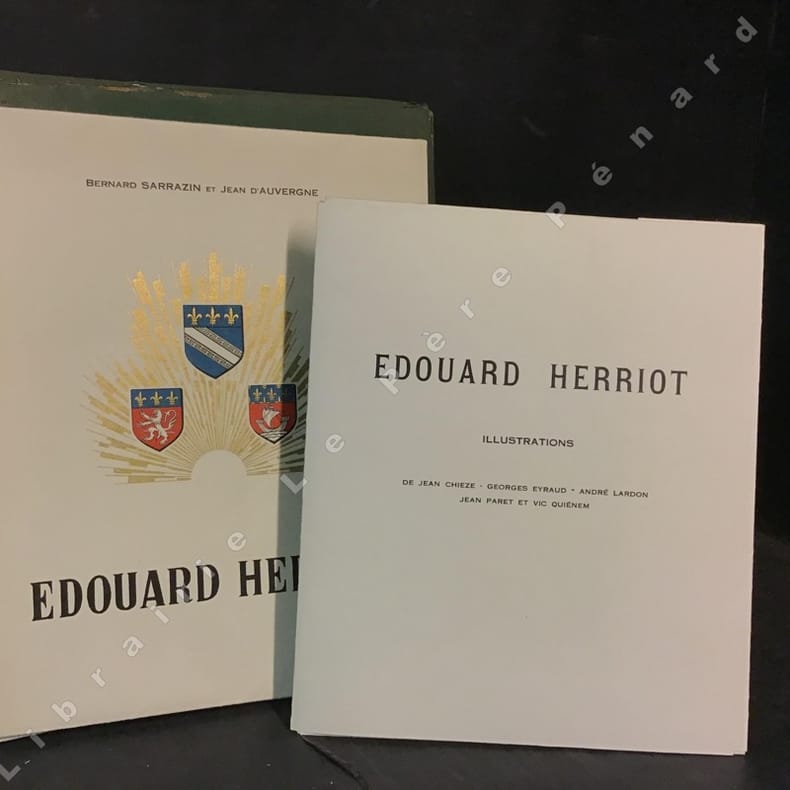 Bernard SARRAZIN ET Jean D'AUVERGNE
EDOUARD HER
EDOUARD HERRIOT
ILLUSTRATIONS
DE JEAN CHIEZE - GEORGES EYRAUD - ANDRÉ LARDON
JEAN PARET ET VIC QUIÉNEM
Librairie Le père Pénard